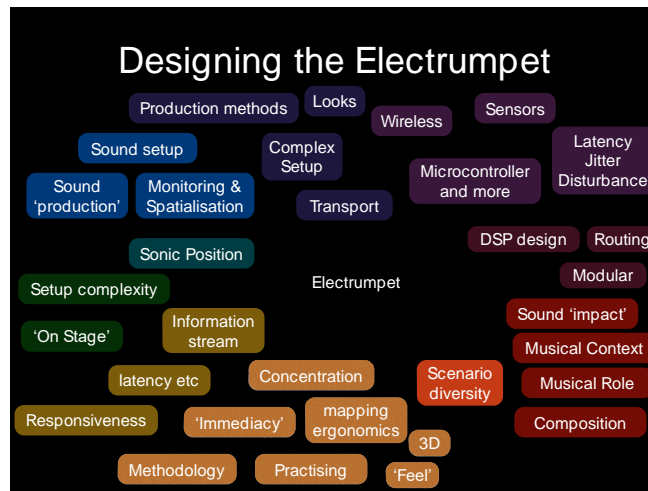 Designing the Electrumpet
Production methods
Looks
Wireless
Sensors
Sound setup
Complex
Setup
Latency
Jitter
Disturbance
Sound
‘production’
Monitoring &
Spatialisation
Transport
Microcontroller
and more
DSP design
Routing
Sonic Position
Modular
Setup complexity
Electrumpet
‘On Stage’
Information
stream
Sound ‘impact’
Musical Context
latency etc
Concentration
Scenario
diversity
Musical Role
Responsiveness
‘Immediacy’
mapping
ergonomics
3D
Composition
Methodology
Practising
‘Feel’